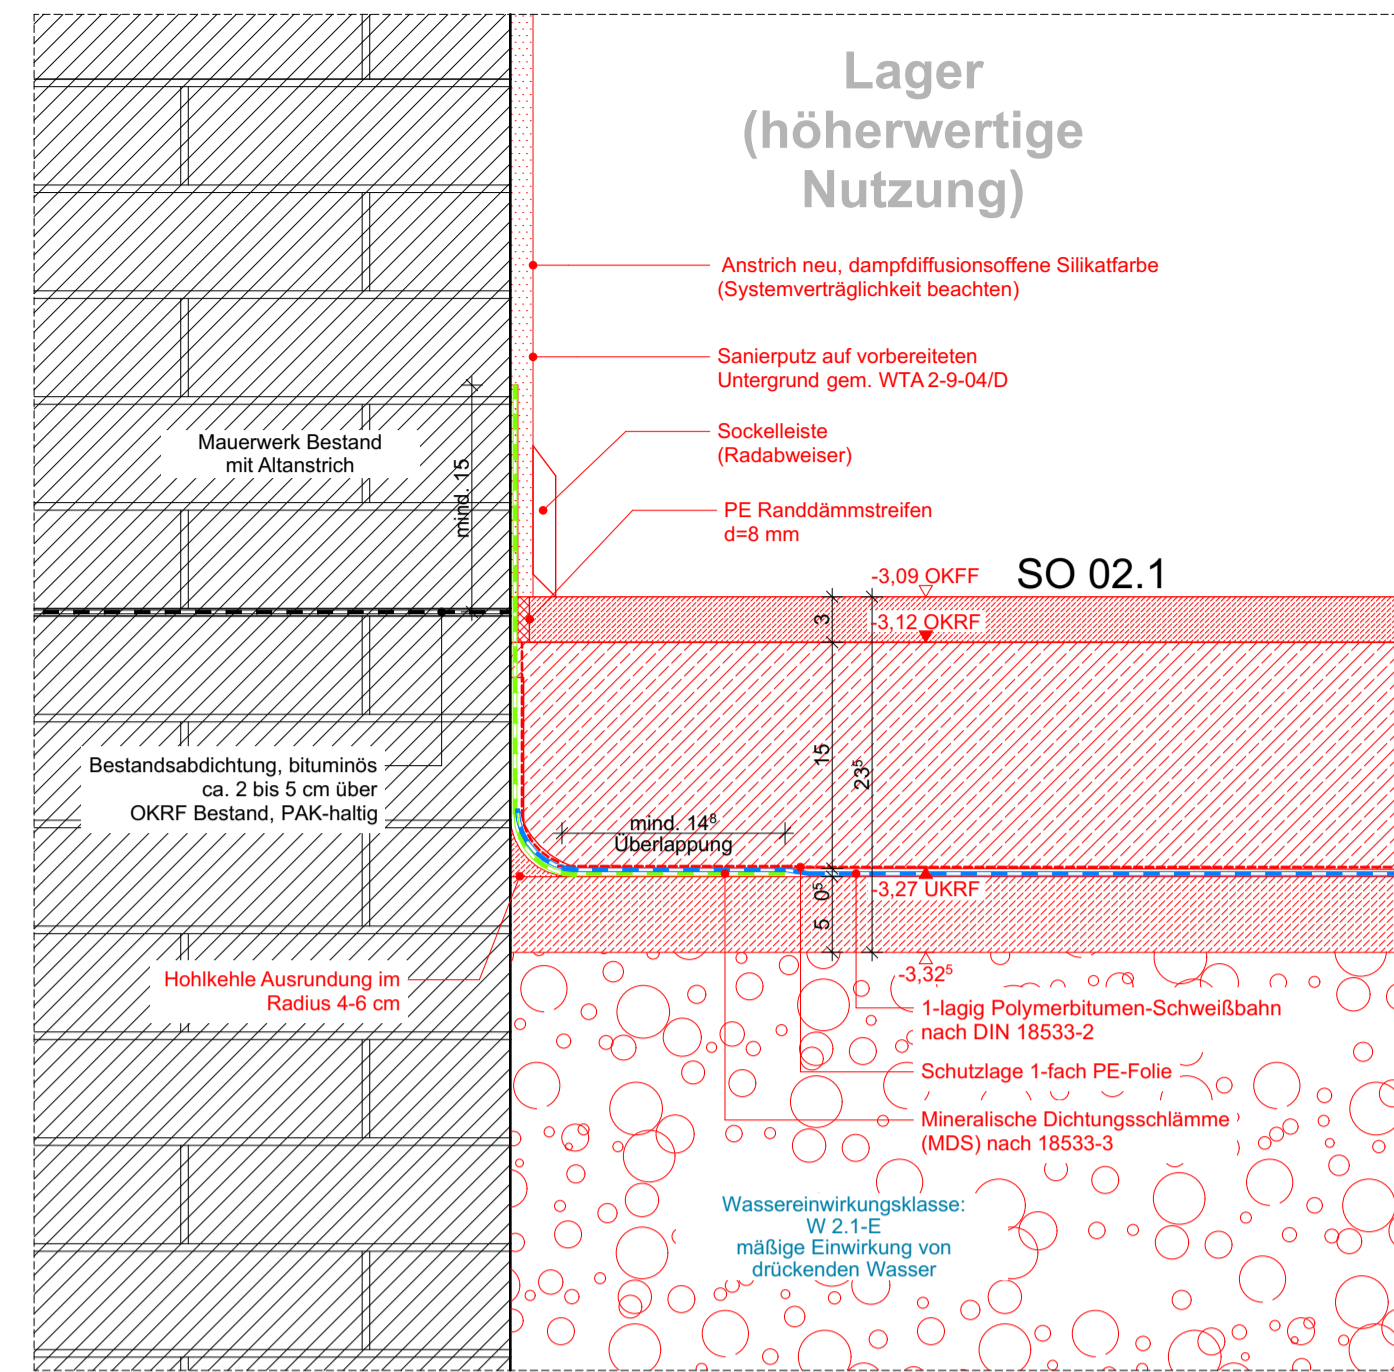 Lager
(höherwertige
Nutzung)
Anstrich neu, dampfdiffusionsoffene Silikatfarbe
(Systemverträglichkeit beachten)
Sanierputz auf vorbereiteten
Untergrund gem. WTA 2-9-04/D
Sockelleiste
(Radabweiser)
PE Randdämmstreifen
d=8 mm
Mauerwerk Bestand
mit Altanstrich
mind. 15
-3,09 OKFF
SO 02.1
3
-3,12 OKRF
15
23⁵
Bestandsabdichtung, bituminös
ca. 2 bis 5 cm über
OKRF Bestand, PAK-haltig
mind. 14⁸
Überlappung
0⁵
-3,27 UKRF
5
Hohlkehle Ausrundung im
Radius 4-6 cm
-3,32⁵
1-lagig Polymerbitumen-Schweißbahn
nach DIN 18533-2
Schutzlage 1-fach PE-Folie
Mineralische Dichtungsschlämme
(MDS) nach 18533-3
Wassereinwirkungsklasse:
W 2.1-E
mäßige Einwirkung von
drückenden Wasser